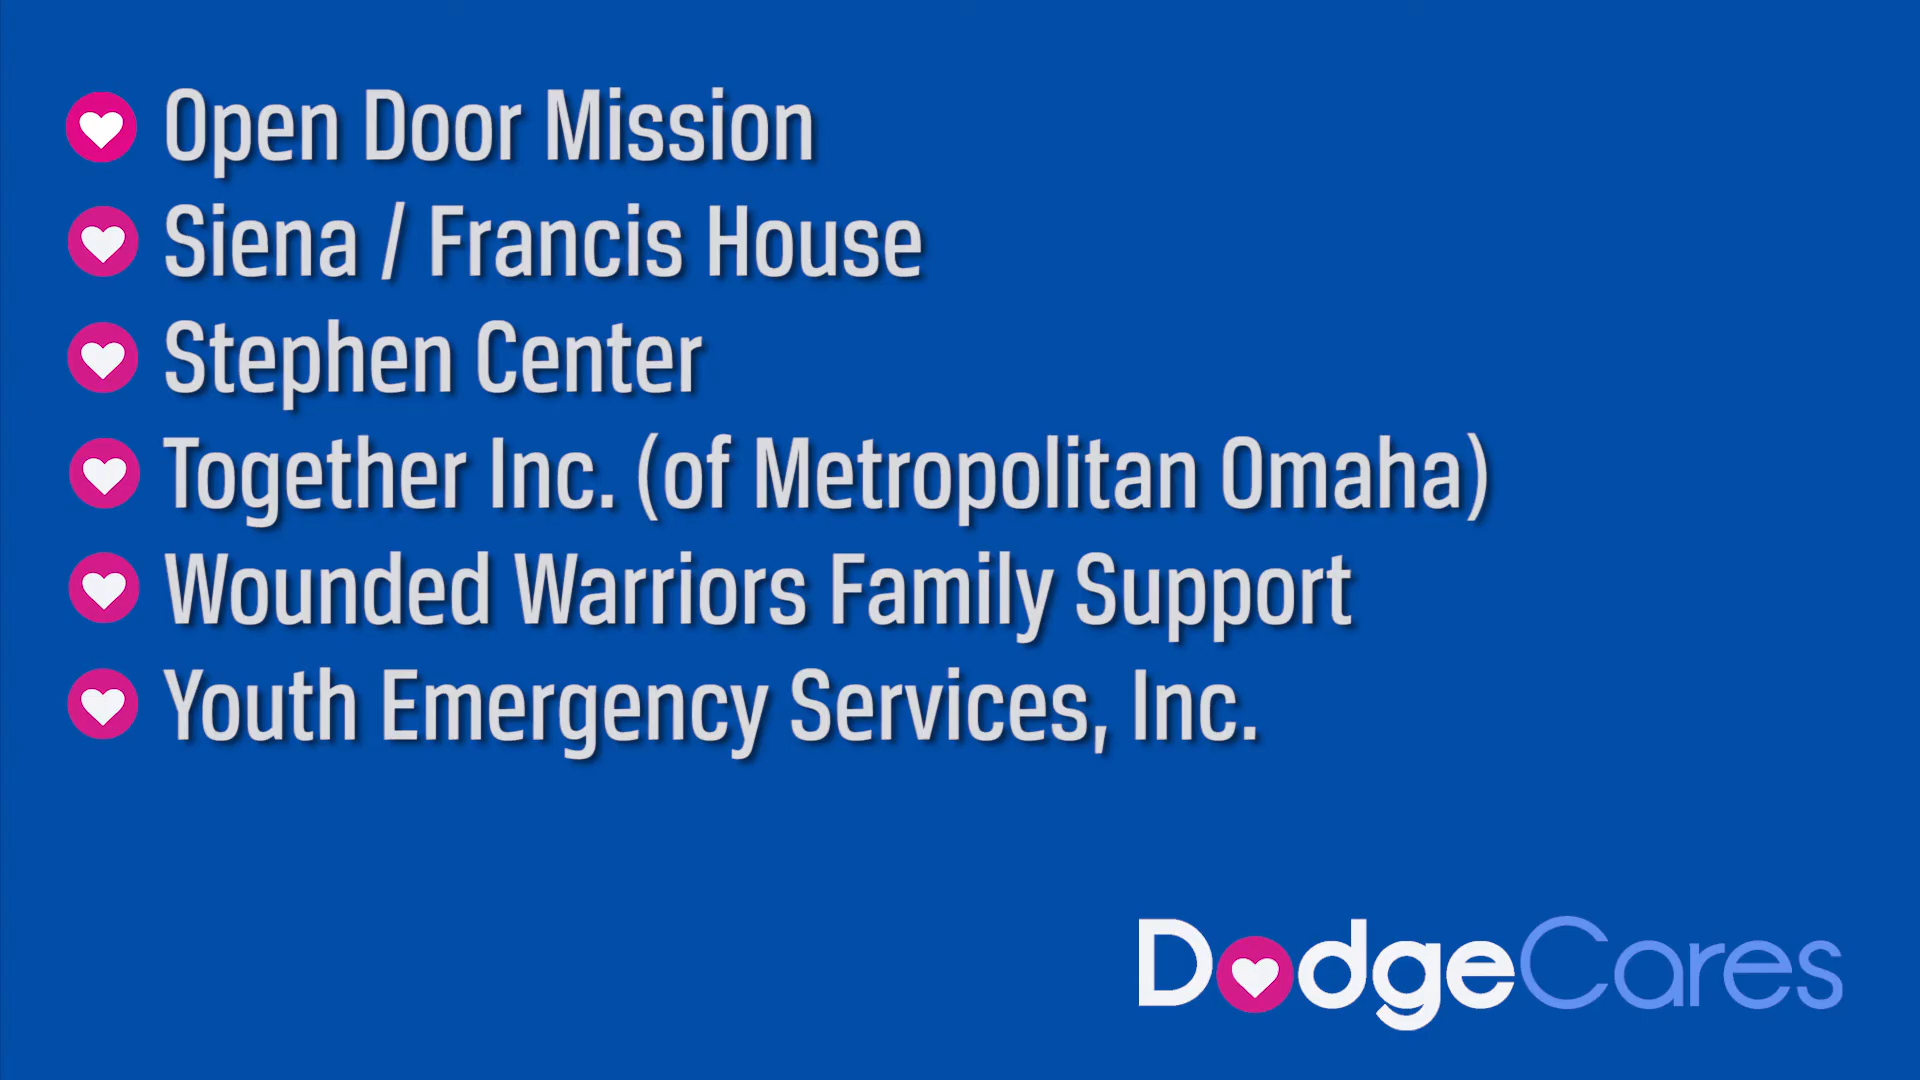 Open Door Mission
Siena / Francis House
Stephen Center
Together Inc. (of Metropolitan Omaha)
Wounded Warriors Family Support
Youth Emergency Services, Inc.
DodgeCares